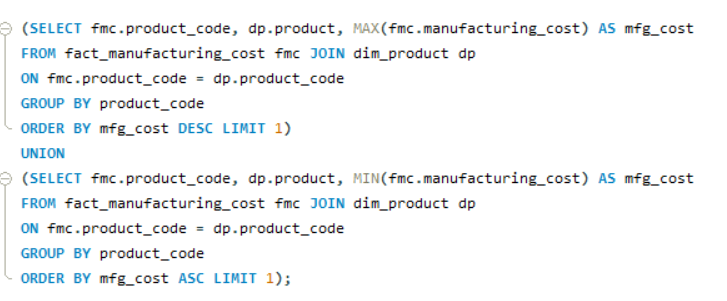 (SELECT fmc.product_code, dp.product, MAX(fmc.manufacturing_cost) AS mfg_cost
FROM fact_manufacturing_cost fmc JOIN dim_product dp
ON fmc.product_code = dp.product_code
GROUP BY product_code
ORDER BY mfg_cost DESC LIMIT 1)
UNION
(SELECT fmc.product_code, dp.product, MIN(fmc.manufacturing_cost) AS mfg_cost
FROM fact_manufacturing_cost fmc JOIN dim_product dp
ON fmc.product_code = dp.product_code
GROUP BY product_code
ORDER BY mfg_cost ASC LIMIT 1);